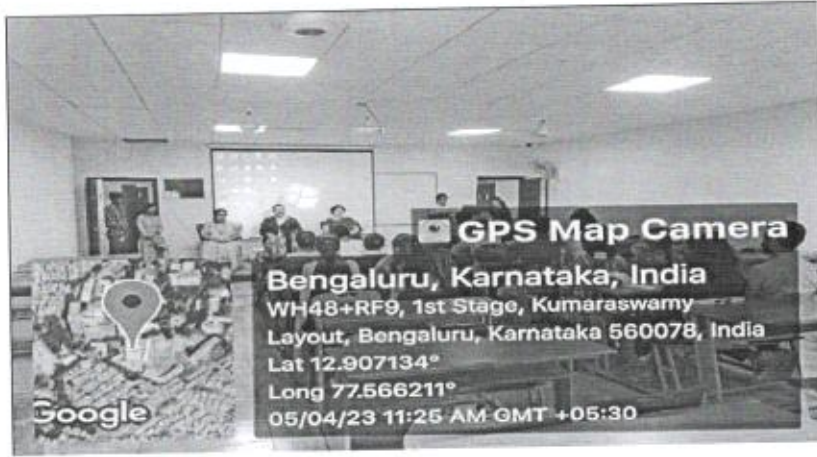 GPS Map Camera
Bengaluru, Karnataka, India
WH48+RF9, 1st Stage, Kumaraswamy
Layout, Bengaluru, Karnataka 560078, India
Lat 12.907134°
Long 77.566211°
05/04/23 11:25 AM GMT +05:30
Google